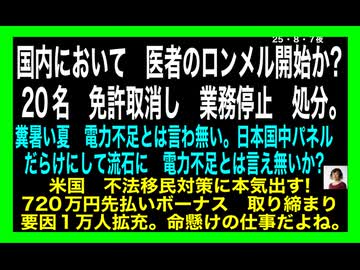 25・8・7夜
国内において　医者のロンメル開始か?
20名　免許取消し　業務停止　処分。
糞暑い夏　電力不足とは言わ無い。日本国中パネル
だらけにして流石に　電力不足とは言え無いか?
米国　不法移民対策に本気出す!
720万円先払いボーナス　取り締まり
要因1万人拡充。命懸けの仕事だよね。